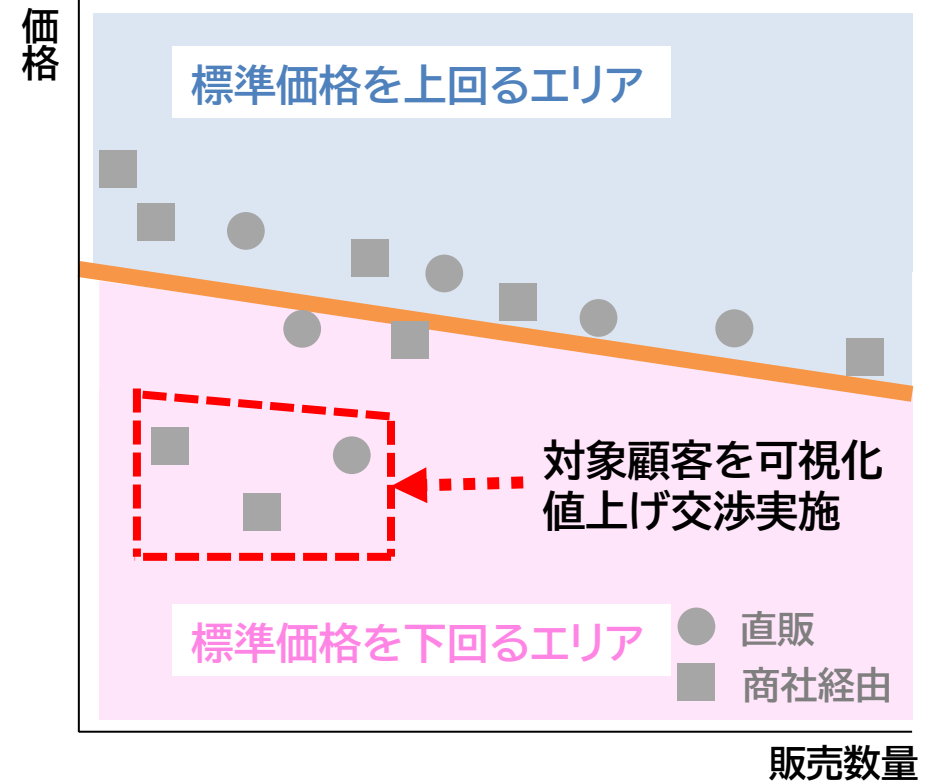 価格
標準価格を上回るエリア
対象顧客を可視化
値上げ交渉実施
標準価格を下回るエリア
直販
商社経由
販売数量